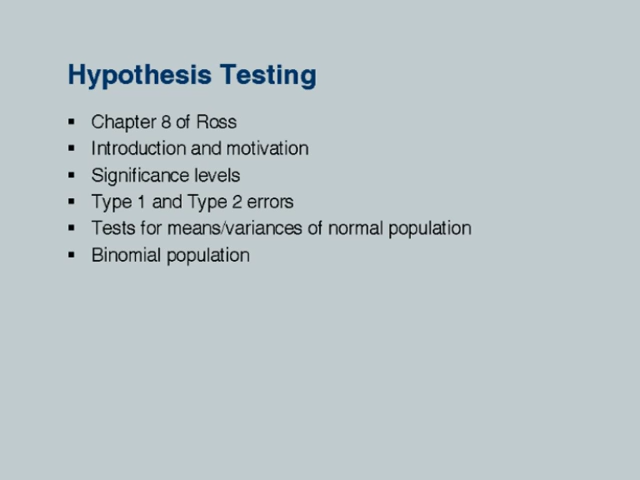 Hypothesis Testing
▪ Chapter 8 of Ross
▪ Introduction and motivation
▪ Significance levels
▪ Type 1 and Type 2 errors
▪ Tests for means/variances of normal population
▪ Binomial population